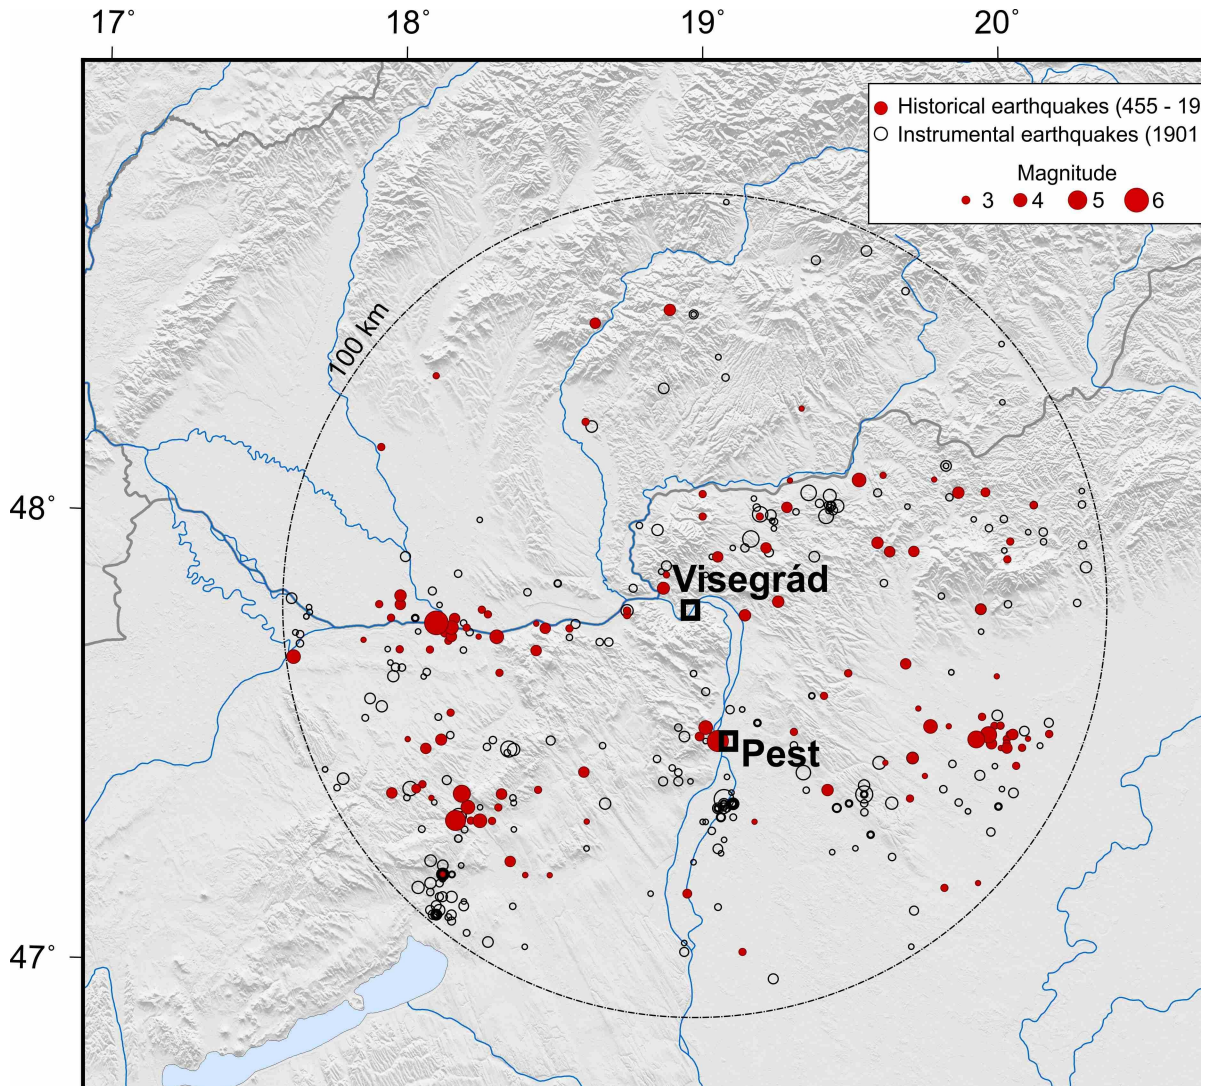 17° 18° 19° 20°
Historical earthquakes (455 - 19
Instrumental earthquakes (1901
Magnitude
3 4 5 6
100 km
48°
Visegrád
Pest
47°